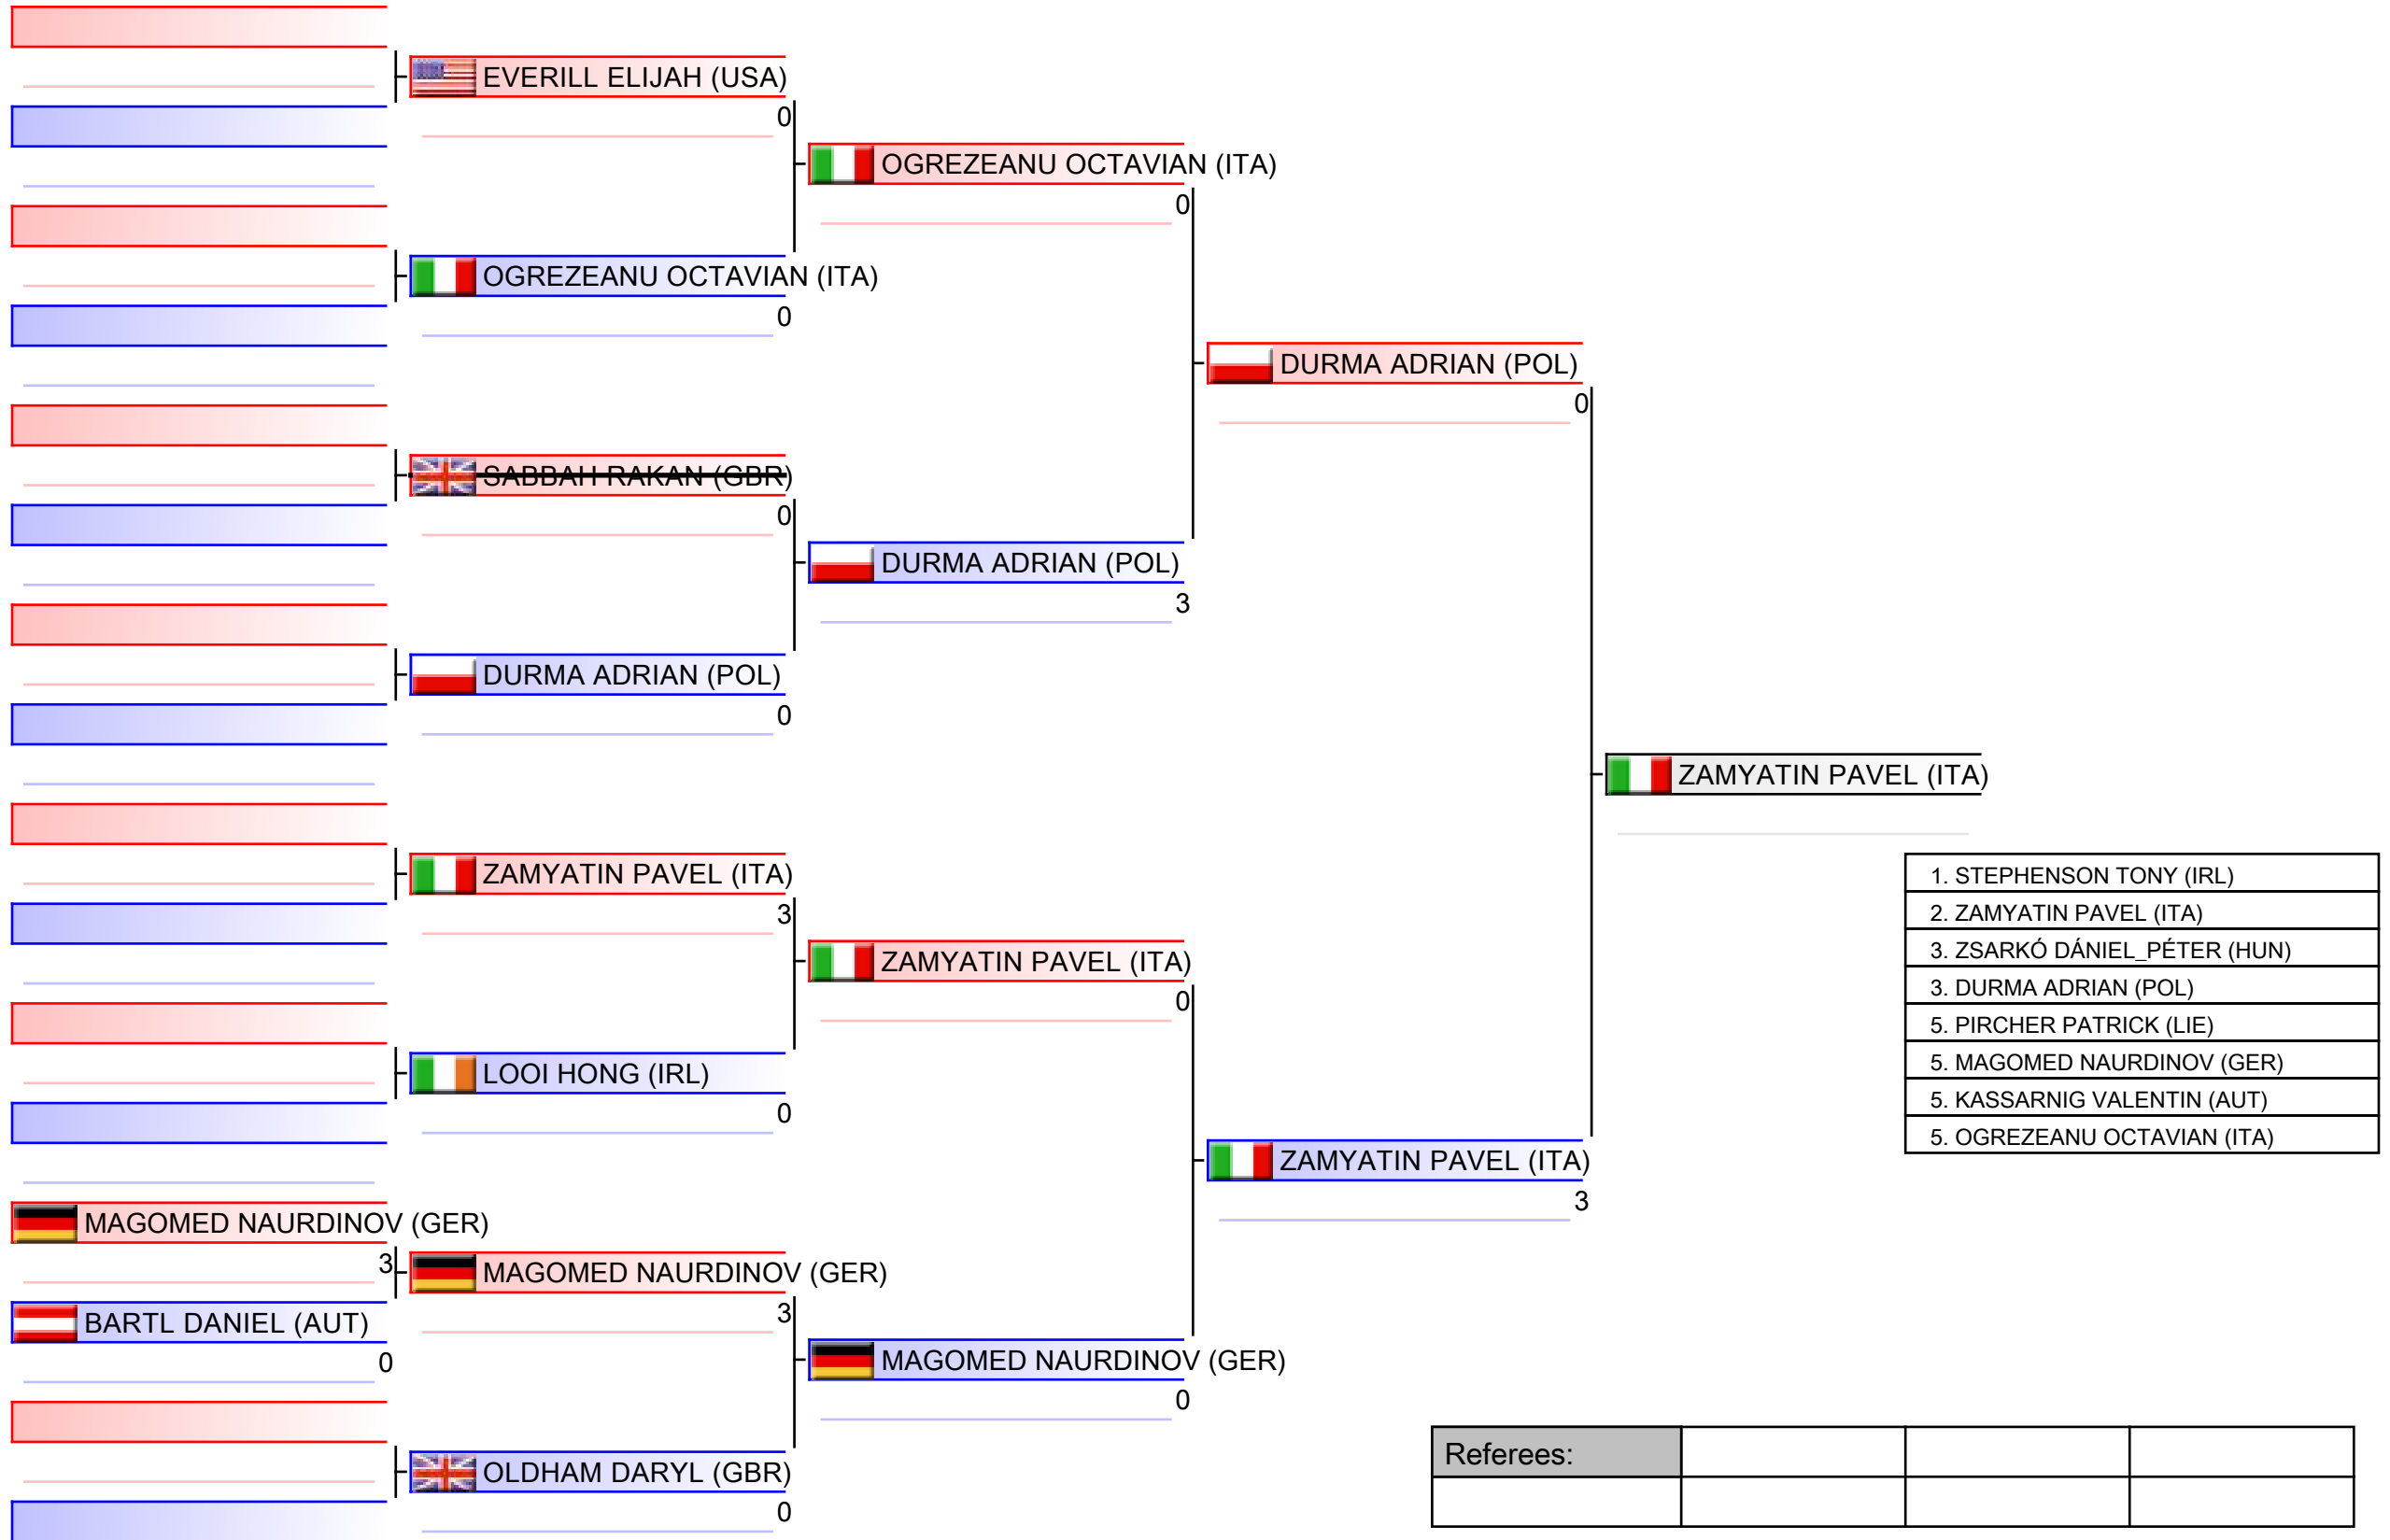 EVERILL ELIJAH (USA)
0
OGREZEANU OCTAVIAN (ITA)
0
OGREZEANU OCTAVIAN (ITA)
0
DURMA ADRIAN (POL)
0
SABBAH RAKAN (GBR)
0
DURMA ADRIAN (POL)
3
DURMA ADRIAN (POL)
0
ZAMYATIN PAVEL (ITA)
ZAMYATIN PAVEL (ITA)
3
ZAMYATIN PAVEL (ITA)
0
LOOI HONG (IRL)
0
ZAMYATIN PAVEL (ITA)
3
MAGOMED NAURDINOV (GER)
3
MAGOMED NAURDINOV (GER)
3
BARTL DANIEL (AUT)
0
MAGOMED NAURDINOV (GER)
0
OLDHAM DARYL (GBR)
0
1. STEPHENSON TONY (IRL)
2. ZAMYATIN PAVEL (ITA)
3. ZSARKÓ DÁNIEL_PÉTER (HUN)
3. DURMA ADRIAN (POL)
5. PIRCHER PATRICK (LIE)
5. MAGOMED NAURDINOV (GER)
5. KASSARNIG VALENTIN (AUT)
5. OGREZEANU OCTAVIAN (ITA)
Referees: